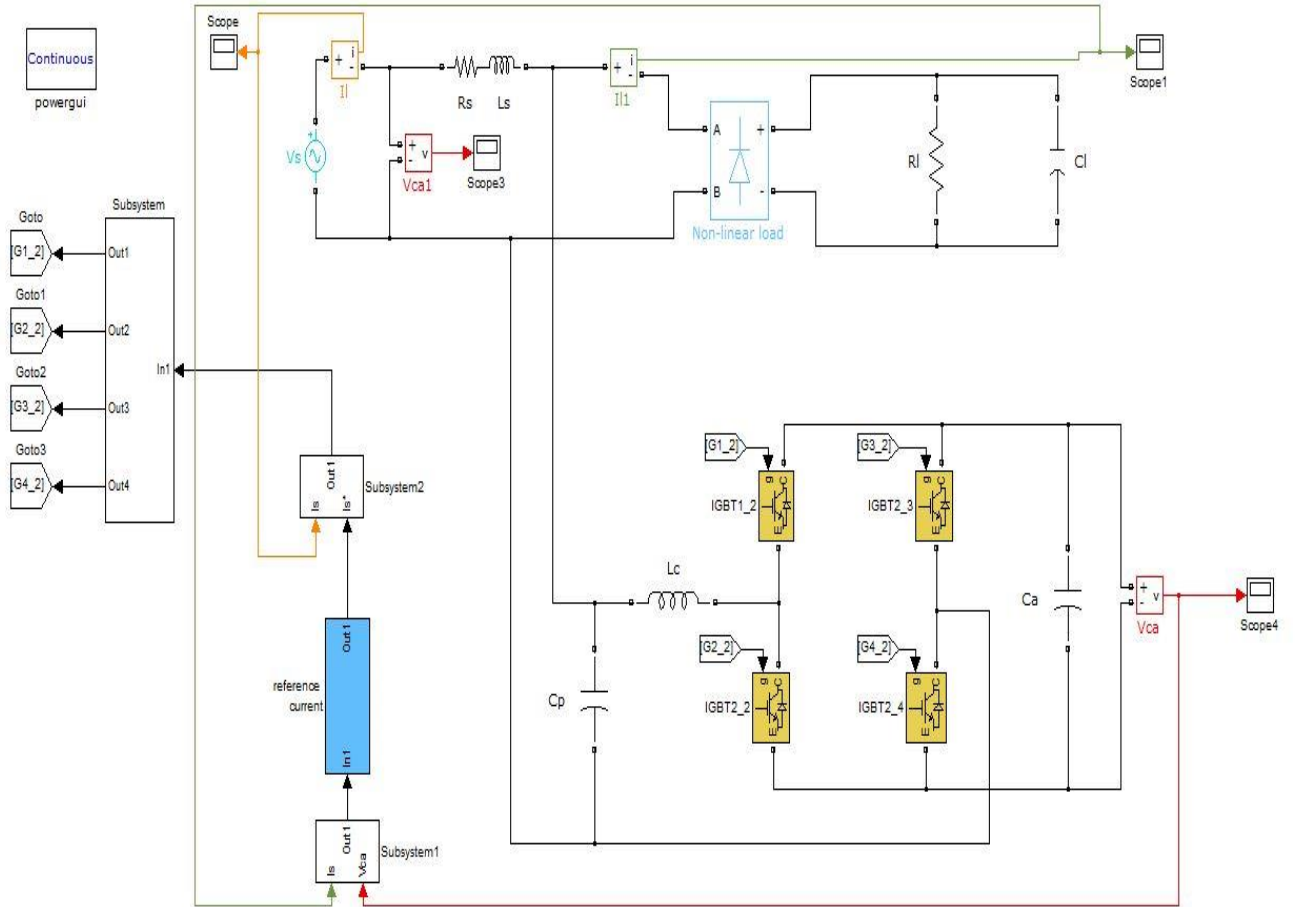 Scope
Continuous
powergui
i
+
-
Il
Rs
Ls
i
+
-
Il1
Scope1
Vs
+
+
-
v
Vca1
Scope3
A
+
B
-
Non-linear load
Rl
Cl
Subsystem
Goto
[G1_2]
Out1
Goto1
[G2_2]
Out2
In1
Goto2
[G3_2]
Out3
Goto3
[G4_2]
Out4
Out1
Is
Is*
Subsystem2
[G1_2]
[G3_2]
g
C
E
IGBT1_2
g
C
E
IGBT2_3
Lc
Ca
+
-
v
Vca
Scope4
Out1
reference
current
In1
[G2_2]
[G4_2]
Cp
g
C
E
IGBT2_2
g
C
E
IGBT2_4
Out1
Is
Vca
Subsystem1